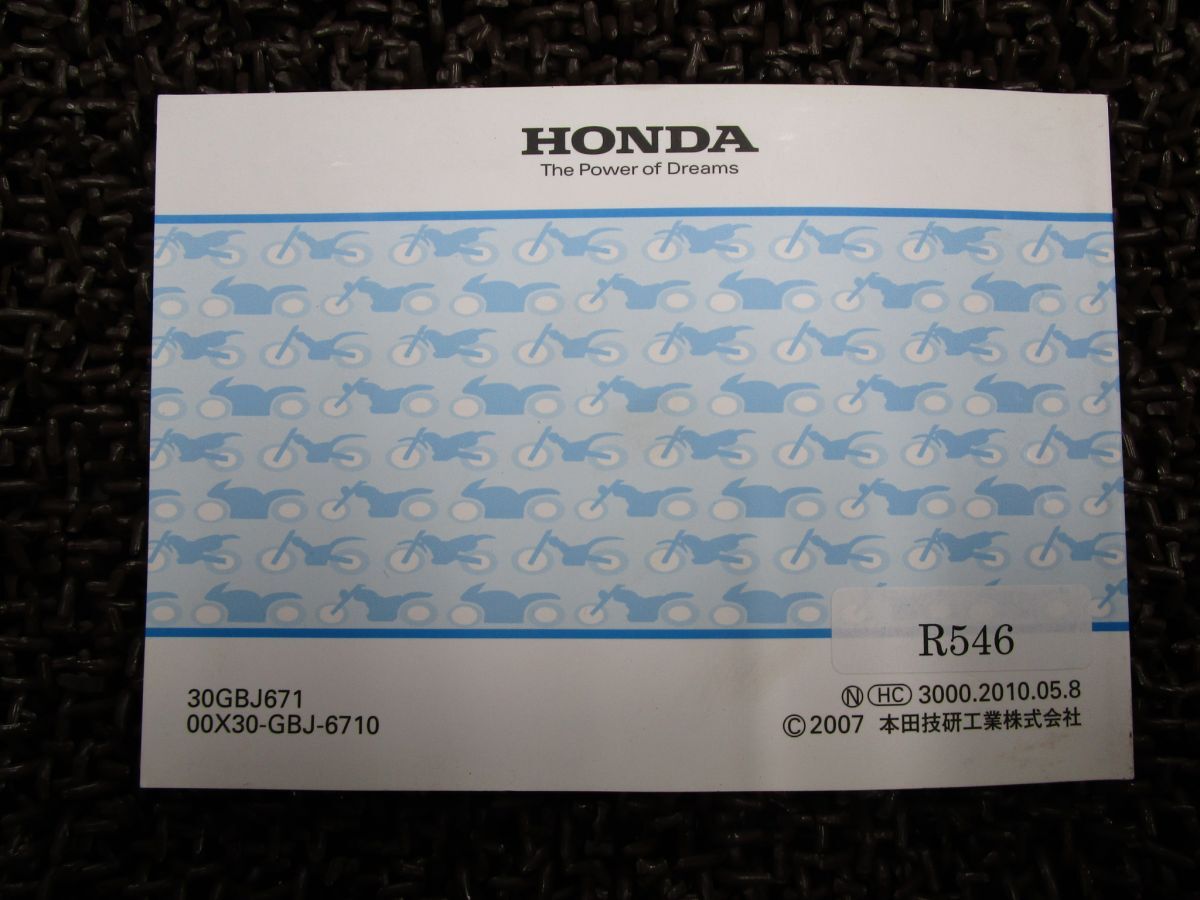 HONDA
The Power of Dreams
R546
30GBJ671
00X30-GBJ-6710
Ⓝ HC 3000.2010.05.8
©2007 本田技研工業株式会社